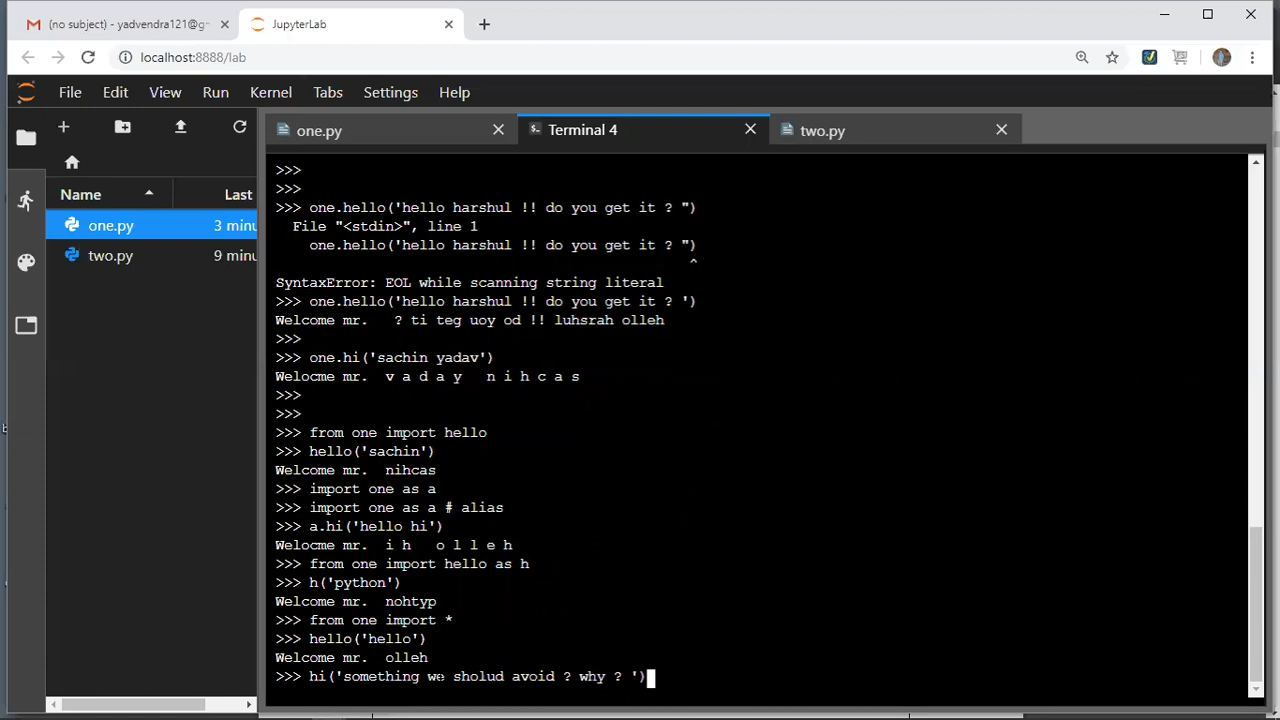 (no subject) - yadvendra121@g
JupyterLab
localhost:8888/lab
File Edit View Run Kernel Tabs Settings Help
one.py
Terminal 4
two.py
Name
Last
one.py 3 minu
two.py 9 minu
>>>
>>>
>>> one.hello('hello harshul !! do you get it ? ")
File "<stdin>", line 1
one.hello('hello harshul !! do you get it ? ")
^
SyntaxError: EOL while scanning string literal
>>> one.hello('hello harshul !! do you get it ? ')
Welcome mr.   ? ti teg uoy od !! luhsrah olleh
>>>
>>> one.hi('sachin yadav')
Welocme mr.  v a d a y   n i h c a s
>>>
>>>
>>> from one import hello
>>> hello('sachin')
Welcome mr.  nihcas
>>> import one as a
>>> import one as a # alias
>>> a.hi('hello hi')
Welocme mr.  i h   o l l e h
>>> from one import hello as h
>>> h('python')
Welcome mr.  nohtyp
>>> from one import *
>>> hello('hello')
Welcome mr.  olleh
>>> hi('something we sholud avoid ? why ? ')